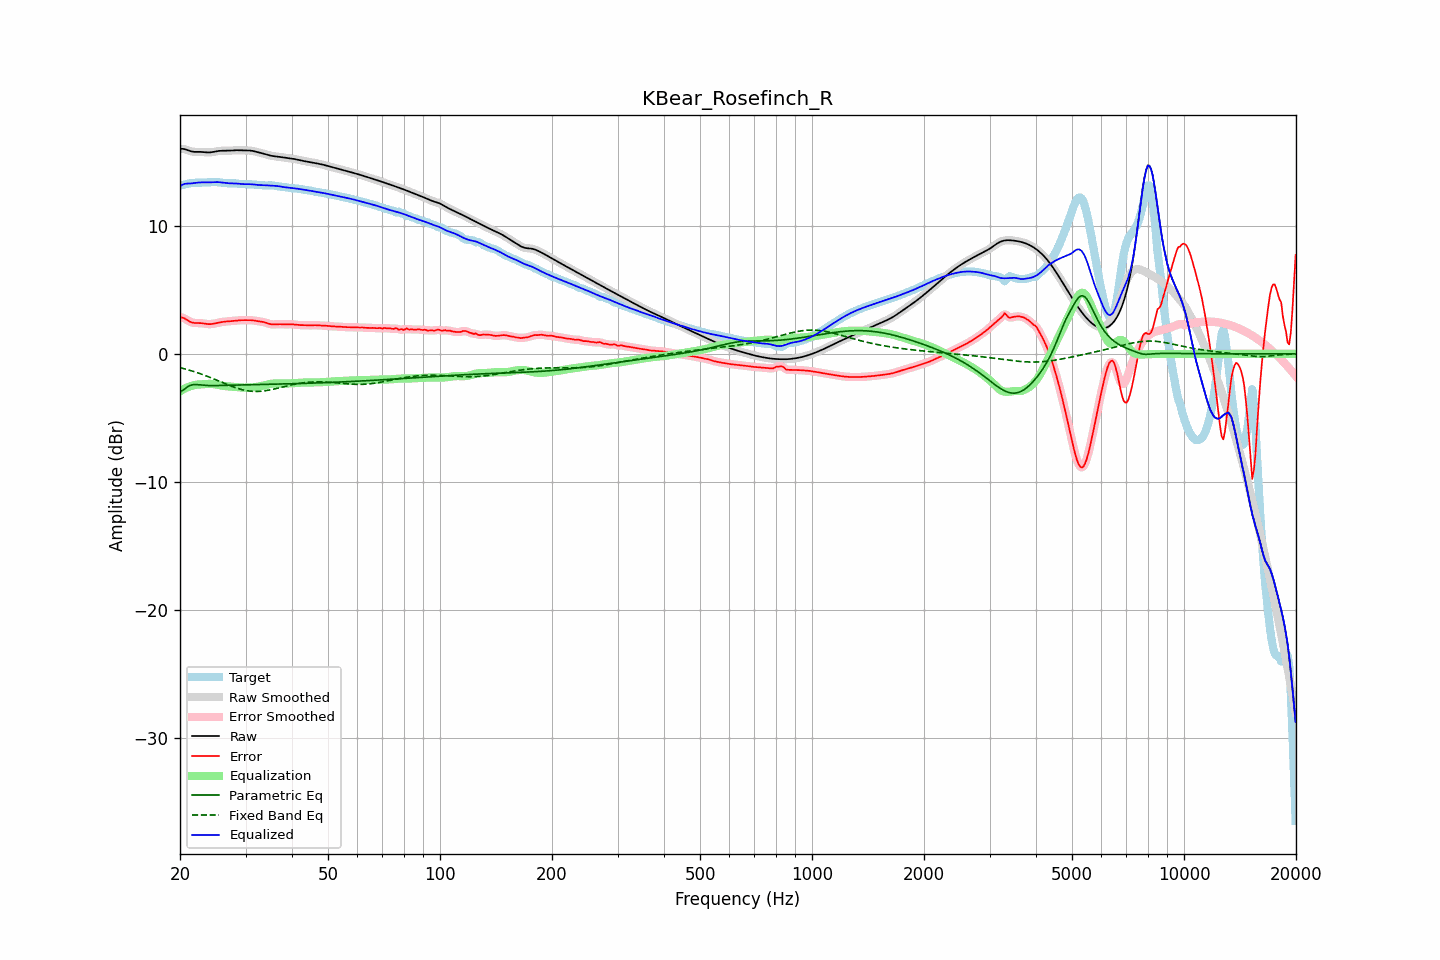 KBear_Rosefinch_R
Amplitude (dBr)
10
0
−10
−20
−30
Target
Raw Smoothed
Error Smoothed
Raw
Error
Equalization
Parametric Eq
Fixed Band Eq
Equalized
20 50 100 200 500 1000 2000 5000 10000 20000
Frequency (Hz)